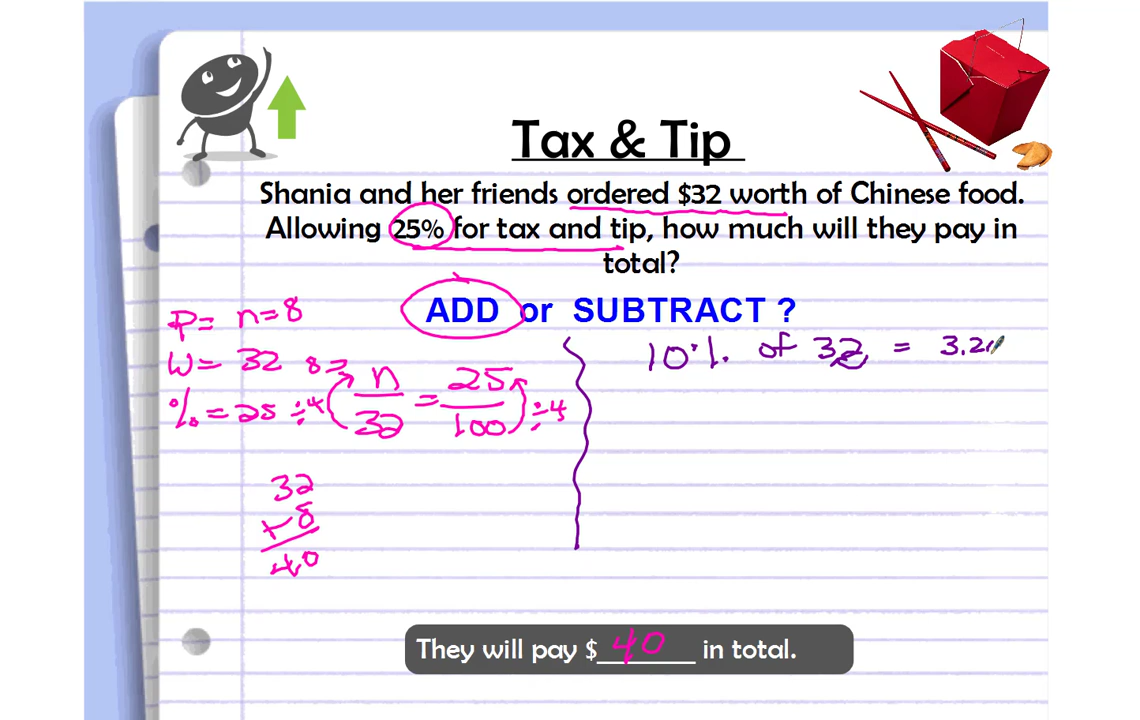 Tax & Tip
Shania and her friends ordered $32 worth of Chinese food.
Allowing 25% for tax and tip, how much will they pay in
total?
ADD or SUBTRACT ?
P= n=8
W= 32
%=25
8=
÷4
n/32 = 25/100
÷4
32
+8
40
10% of 32. = 3.2
They will pay $ 40 in total.